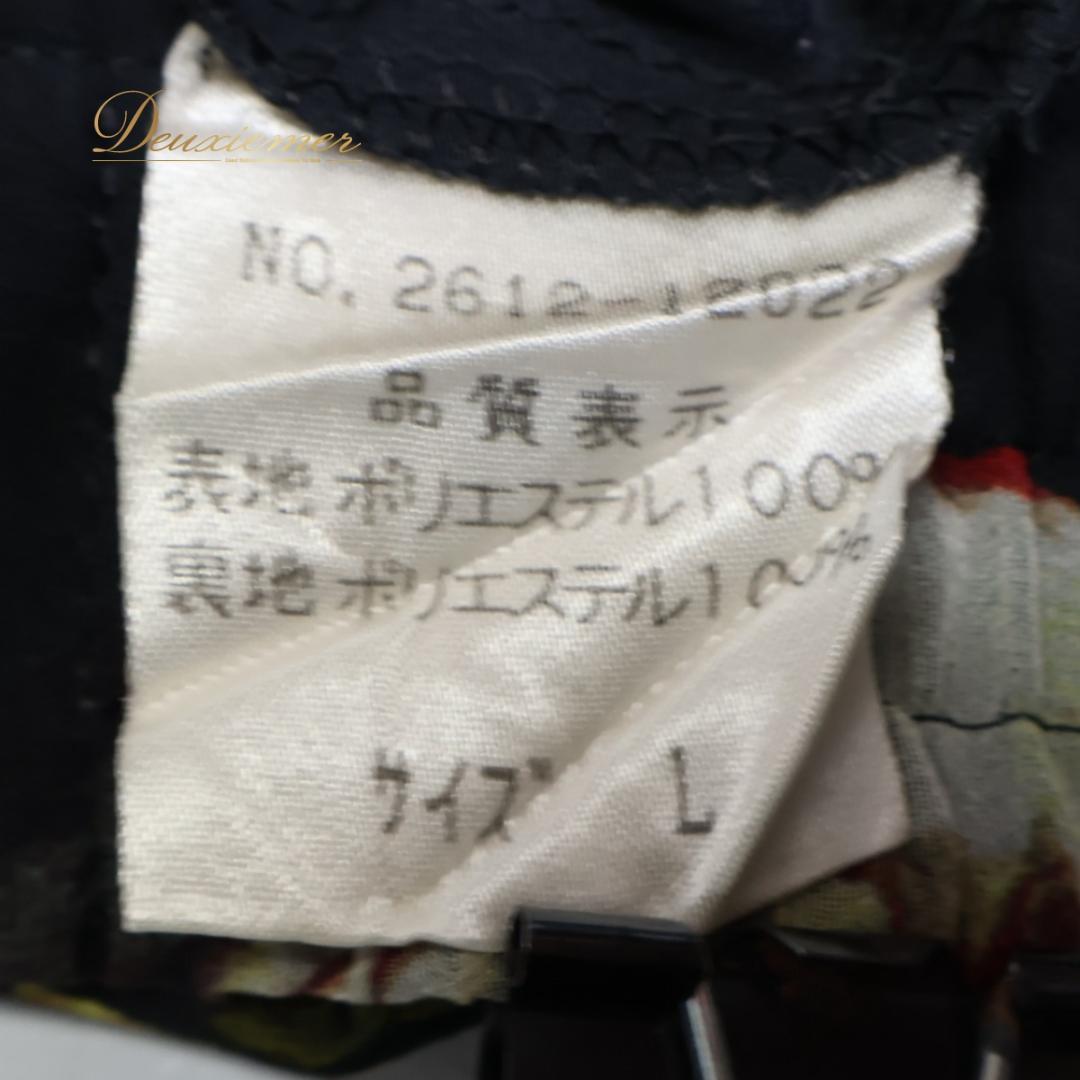 Deuxiemer
NO. 2612-12022
品質表示
表地 ポリエステル100%
裏地 ポリエステル100%
サイズ L